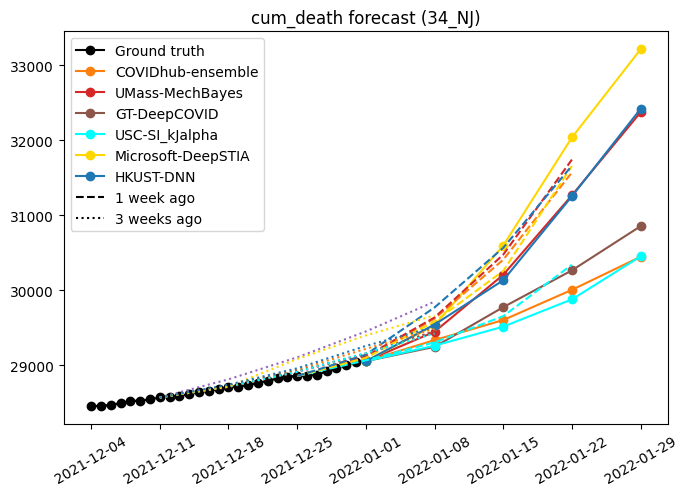 cum_death forecast (34_NJ)
Ground truth
COVIDhub-ensemble
UMass-MechBayes
GT-DeepCOVID
USC-SI_kJalpha
Microsoft-DeepSTIA
HKUST-DNN
1 week ago
3 weeks ago
33000
32000
31000
30000
29000
2021-12-04
2021-12-11
2021-12-18
2021-12-25
2022-01-01
2022-01-08
2022-01-15
2022-01-22
2022-01-29